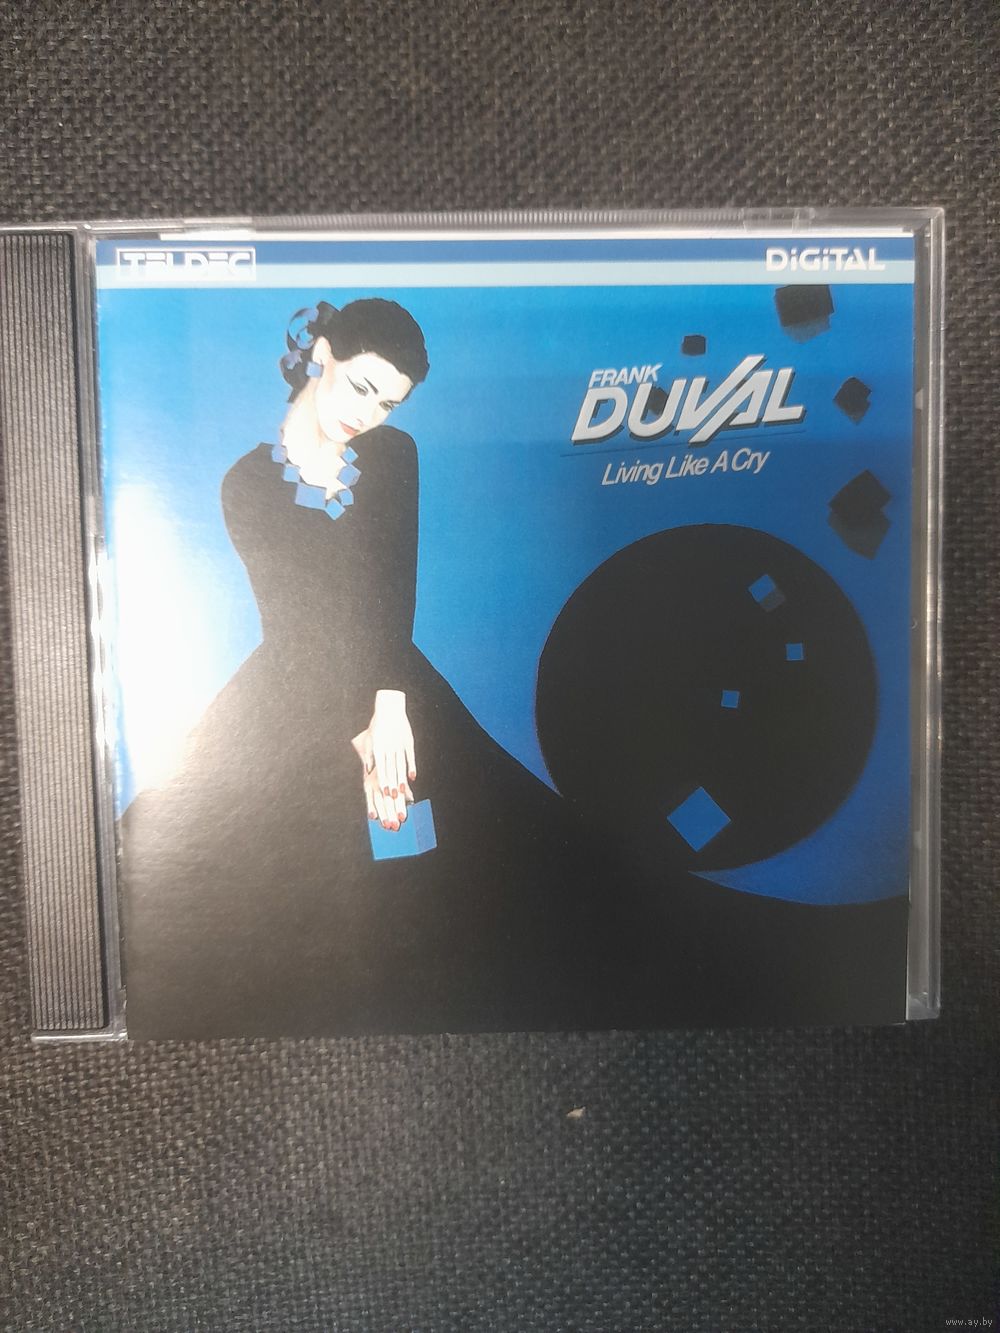 TELDEC
DiGiTAL
FRANK
DUVAL
Living Like A Cry
www.ay.by